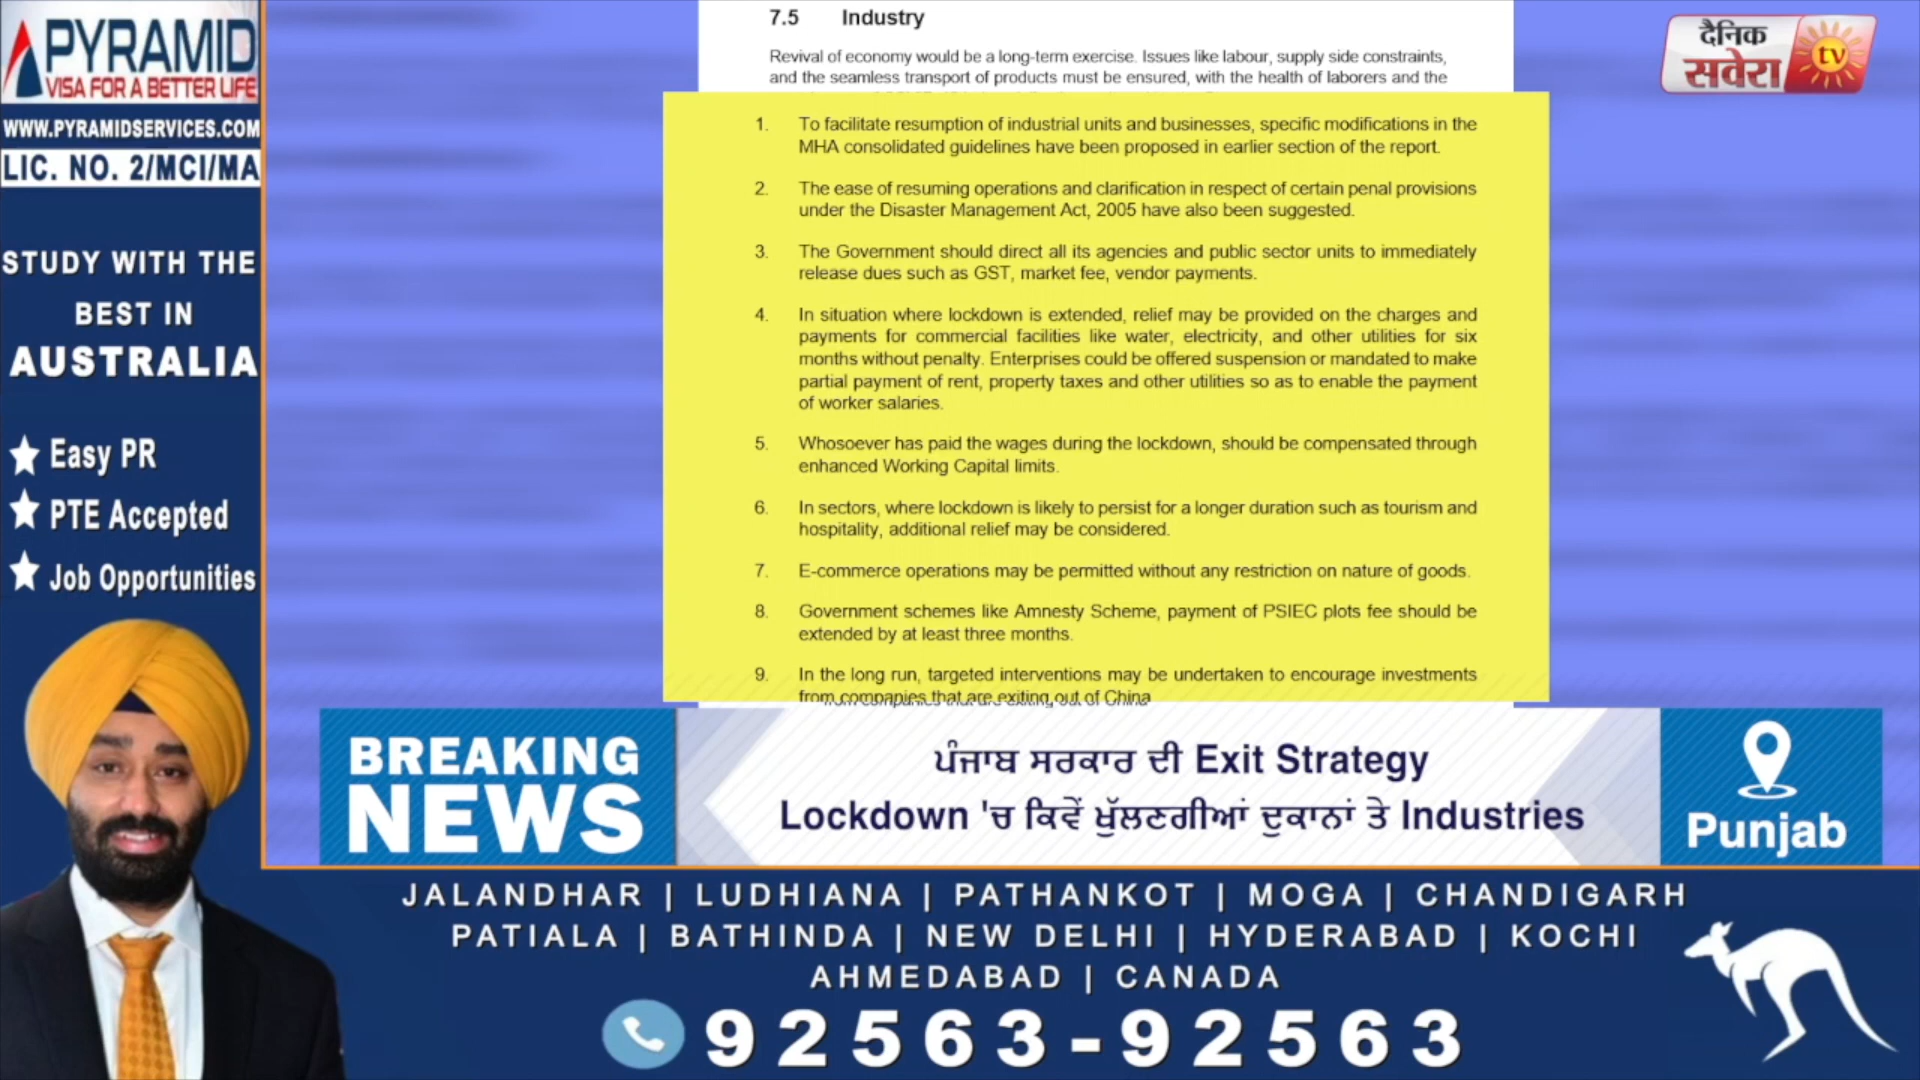 PYRAMID
VISA FOR A BETTER LIFE
WWW.PYRAMIDSERVICES.COM
LIC. NO. 2/MCI/MA
STUDY WITH THE
BEST IN
AUSTRALIA
Easy PR
PTE Accepted
Job Opportunities
7.5 Industry
Revival of economy would be a long-term exercise. Issues like labour, supply side constraints,
and the seamless transport of products must be ensured, with the health of laborers and the
1. To facilitate resumption of industrial units and businesses, specific modifications in the
MHA consolidated guidelines have been proposed in earlier section of the report.
2. The ease of resuming operations and clarification in respect of certain penal provisions
under the Disaster Management Act, 2005 have also been suggested.
3. The Government should direct all its agencies and public sector units to immediately
release dues such as GST, market fee, vendor payments.
4. In situation where lockdown is extended, relief may be provided on the charges and
payments for commercial facilities like water, electricity, and other utilities for six
months without penalty. Enterprises could be offered suspension or mandated to make
partial payment of rent, property taxes and other utilities so as to enable the payment
of worker salaries.
5. Whosoever has paid the wages during the lockdown, should be compensated through
enhanced Working Capital limits.
6. In sectors, where lockdown is likely to persist for a longer duration such as tourism and
hospitality, additional relief may be considered.
7. E-commerce operations may be permitted without any restriction on nature of goods.
8. Government schemes like Amnesty Scheme, payment of PSIEC plots fee should be
extended by at least three months.
9. In the long run, targeted interventions may be undertaken to encourage investments
from companies that are exiting out of China
दैनिक
सवेरा tv
BREAKING
NEWS
ਪੰਜਾਬ ਸਰਕਾਰ ਦੀ Exit Strategy
Lockdown 'ਚ ਕਿਵੇਂ ਖੁੱਲਣਗੀਆਂ ਦੁਕਾਨਾਂ ਤੇ Industries
Punjab
JALANDHAR | LUDHIANA | PATHANKOT | MOGA | CHANDIGARH
PATIALA | BATHINDA | NEW DELHI | HYDERABAD | KOCHI
AHMEDABAD | CANADA
92563-92563